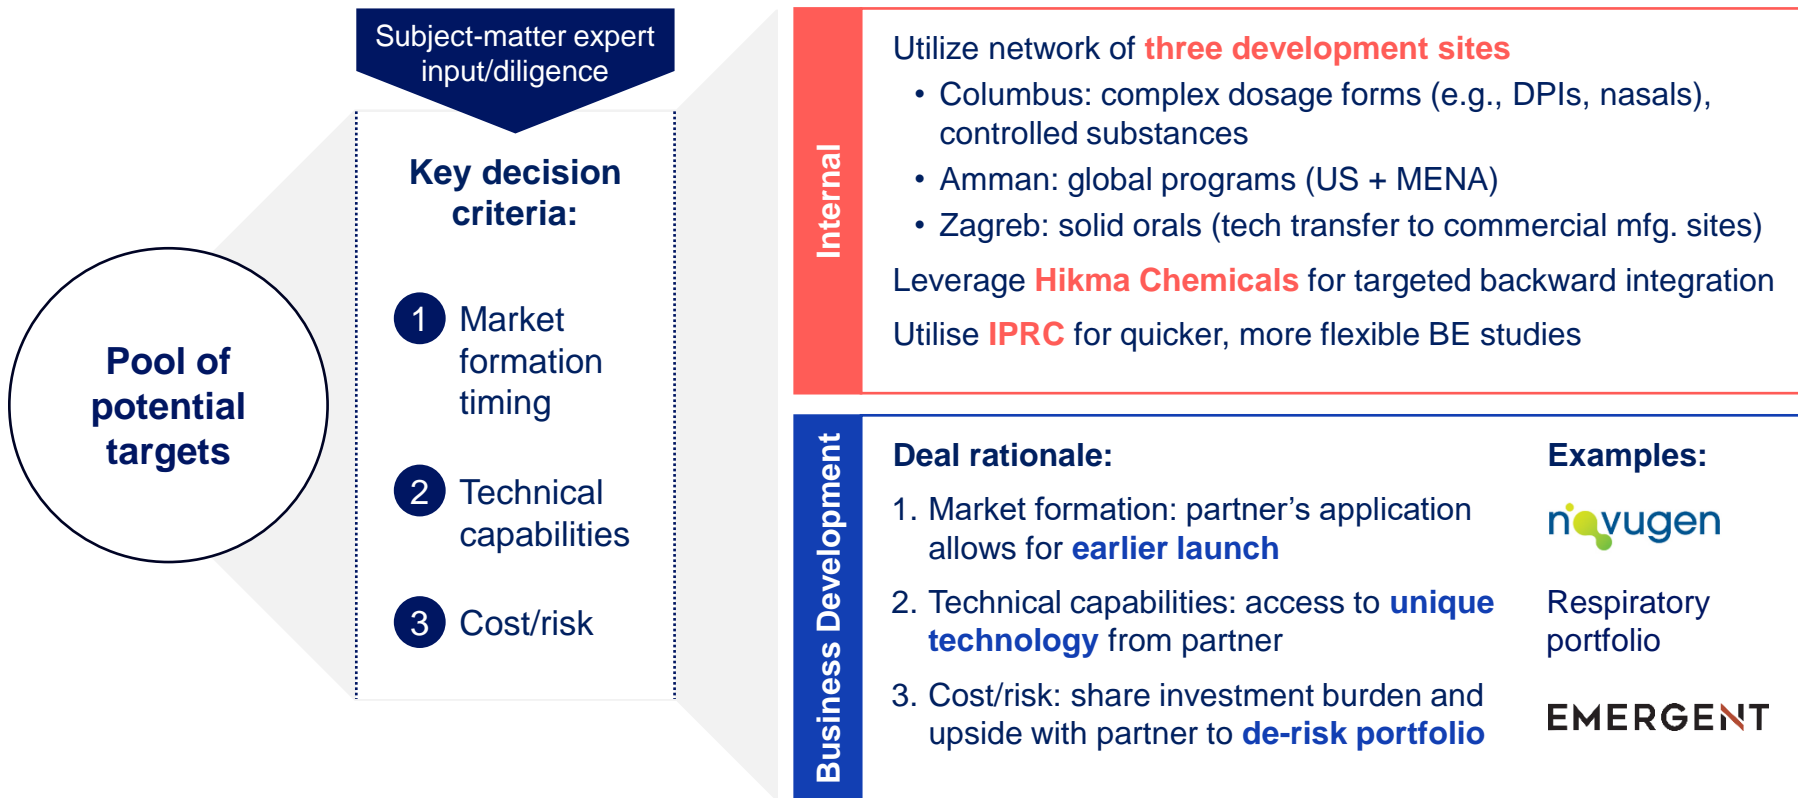 Subject-matter expert
input/diligence
Key decision
criteria:
1 Market
formation
timing
2 Technical
capabilities
3 Cost/risk
Pool of
potential
targets
Internal
Utilize network of three development sites
• Columbus: complex dosage forms (e.g., DPIs, nasals),
controlled substances
• Amman: global programs (US + MENA)
• Zagreb: solid orals (tech transfer to commercial mfg. sites)
Leverage Hikma Chemicals for targeted backward integration
Utilise IPRC for quicker, more flexible BE studies
Business Development
Deal rationale:
1. Market formation: partner’s application
allows for earlier launch
2. Technical capabilities: access to unique
technology from partner
3. Cost/risk: share investment burden and
upside with partner to de-risk portfolio
Examples:
novugen
Respiratory
portfolio
EMERGENT